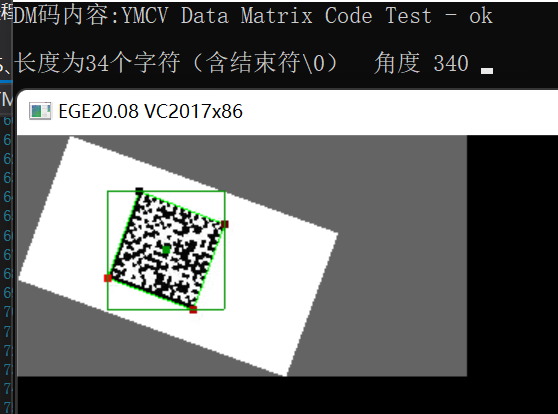 DM码内容:YMCV Data Matrix Code Test - ok
长度为34个字符（含结束符\0） 角度 340
EGE20.08 VC2017x86